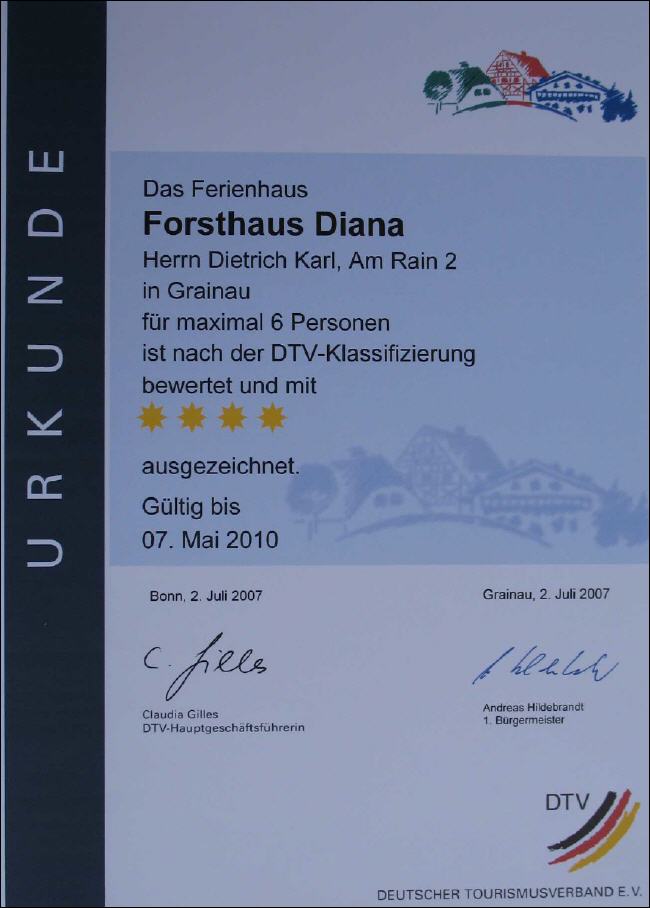 URKUNDE
Das Ferienhaus
Forsthaus Diana
Herrn Dietrich Karl, Am Rain 2
in Grainau
für maximal 6 Personen
ist nach der DTV-Klassifizierung
bewertet und mit
ausgezeichnet.
Gültig bis
07. Mai 2010
Bonn, 2. Juli 2007
Grainau, 2. Juli 2007
C. Gilles
Claudia Gilles
DTV-Hauptgeschäftsführerin
Andreas Hildebrandt
1. Bürgermeister
DTV
DEUTSCHER TOURISMUSVERBAND E.V.